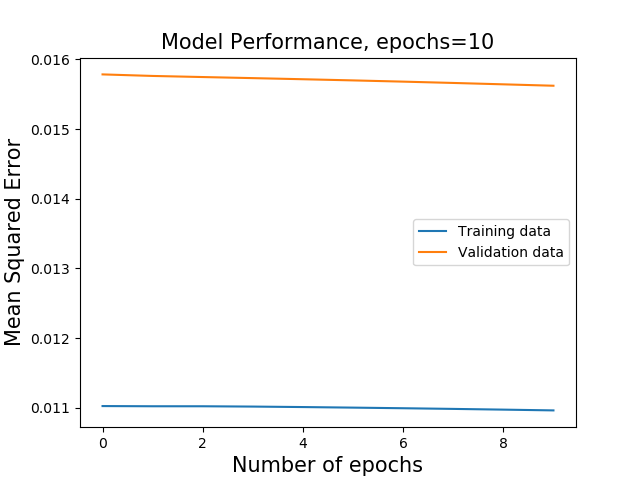 Model Performance, epochs=10
0.016
0.015
0.014
0.013
0.012
0.011
Mean Squared Error
Training data
Validation data
0 2 4 6 8
Number of epochs